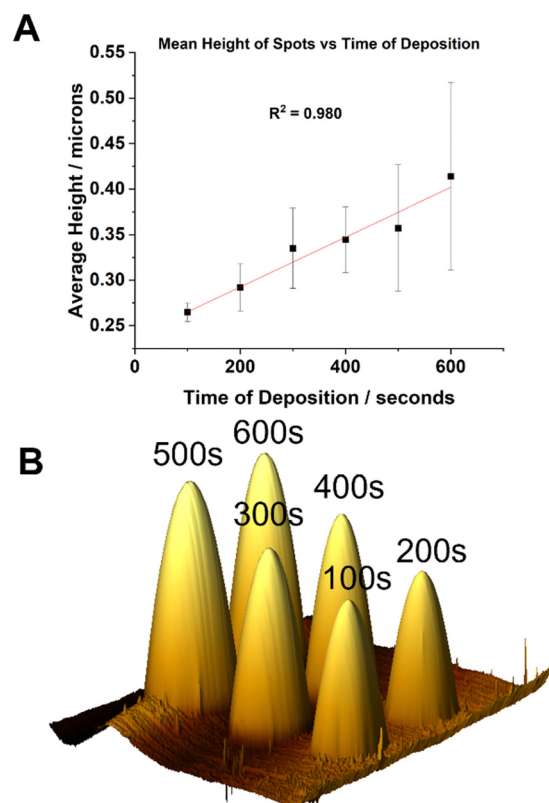 A
Mean Height of Spots vs Time of Deposition
R² = 0.980
Average Height / microns
0.55
0.50
0.45
0.40
0.35
0.30
0.25
0 200 400 600
Time of Deposition / seconds
B
600s
500s
400s
300s
200s
100s